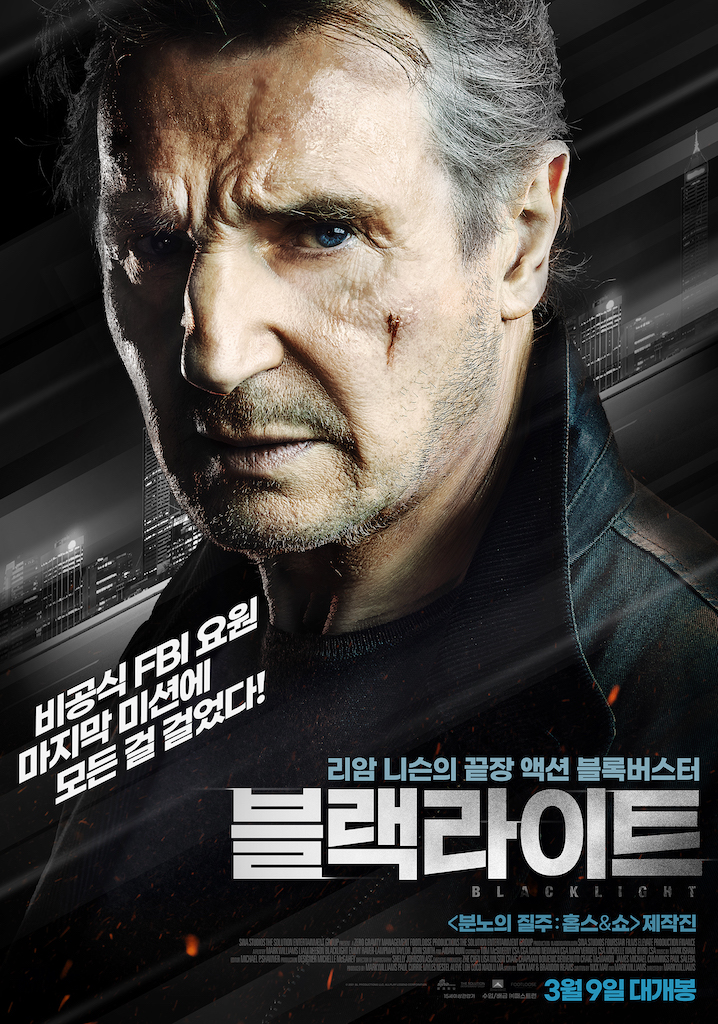 비공식 FBI 요원
마지막 미션에
모든 걸 걸었다!
리암 니슨의 끝장 액션 블록버스터
블랙라이트
BLACKLIGHT
<분노의 질주: 홉스&쇼> 제작진
3월 9일 대개봉